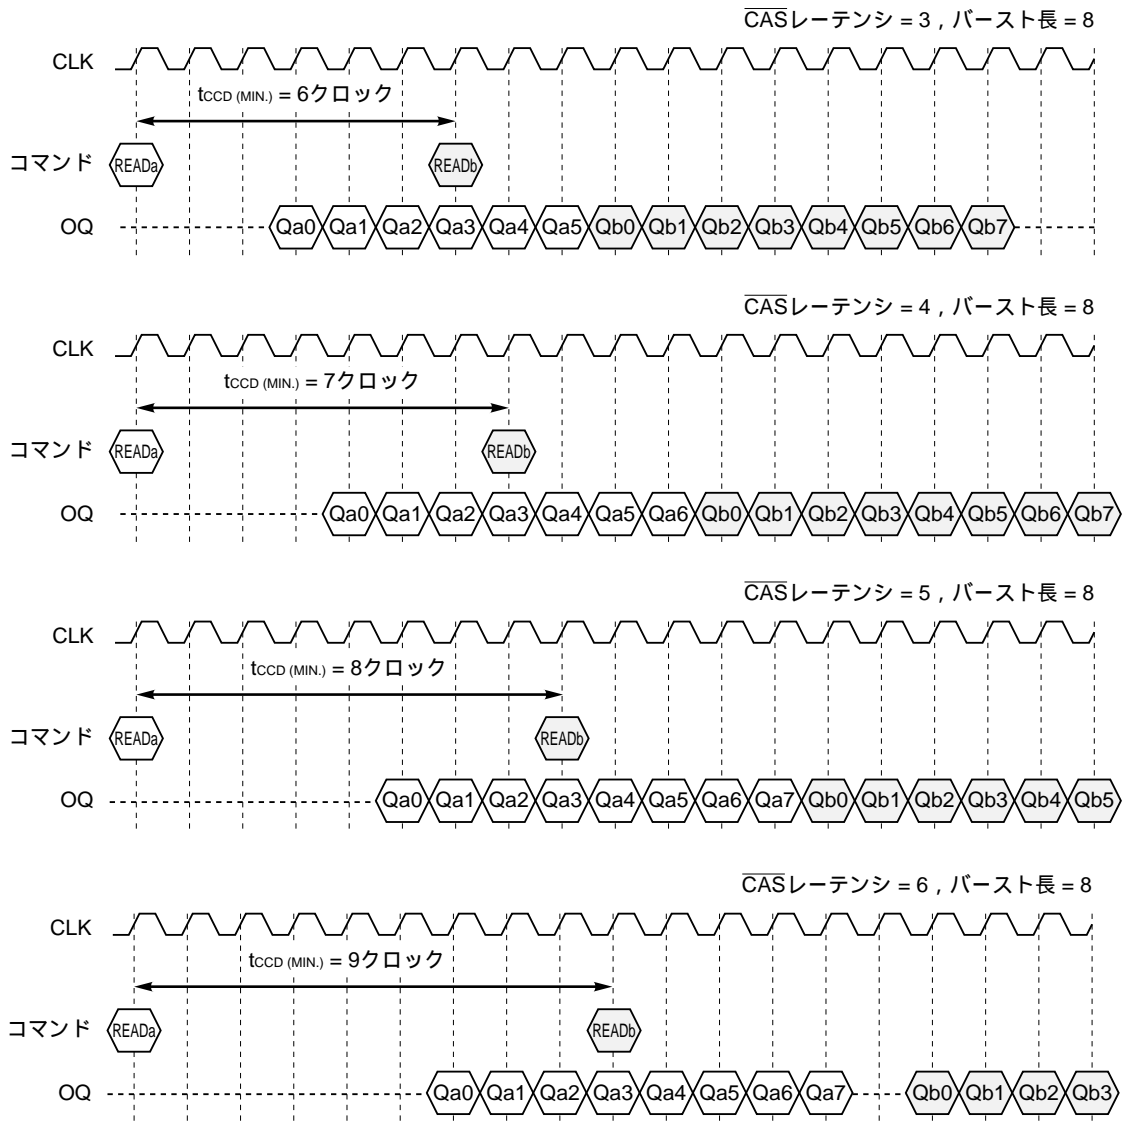 CASレーテンシ = 3 , バースト長 = 8
CLK
tCCD (MIN.) = 6クロック
コマンド READa READb
OQ Qa0 Qa1 Qa2 Qa3 Qa4 Qa5 Qb0 Qb1 Qb2 Qb3 Qb4 Qb5 Qb6 Qb7
CASレーテンシ = 4 , バースト長 = 8
CLK
tCCD (MIN.) = 7クロック
コマンド READa READb
OQ Qa0 Qa1 Qa2 Qa3 Qa4 Qa5 Qa6 Qb0 Qb1 Qb2 Qb3 Qb4 Qb5 Qb6 Qb7
CASレーテンシ = 5 , バースト長 = 8
CLK
tCCD (MIN.) = 8クロック
コマンド READa READb
OQ Qa0 Qa1 Qa2 Qa3 Qa4 Qa5 Qa6 Qa7 Qb0 Qb1 Qb2 Qb3 Qb4 Qb5
CASレーテンシ = 6 , バースト長 = 8
CLK
tCCD (MIN.) = 9クロック
コマンド READa READb
OQ Qa0 Qa1 Qa2 Qa3 Qa4 Qa5 Qa6 Qa7 Qb0 Qb1 Qb2 Qb3